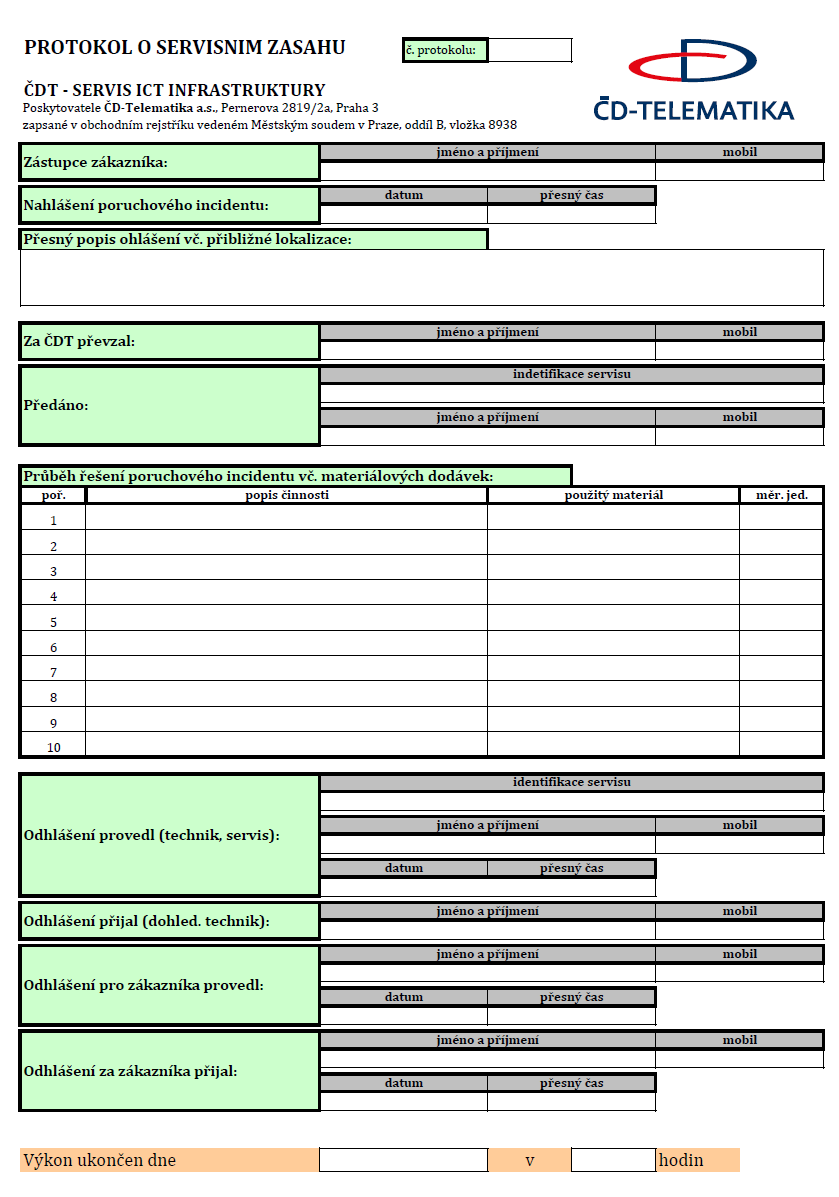 PROTOKOL O SERVISNIM ZASAHU
č. protokolu:
ČD-TELEMATIKA
ČDT - SERVIS ICT INFRASTRUKTURY
Poskytovatele ČD-Telematika a.s., Pernerova 2819/2a, Praha 3
zapsané v obchodním rejstříku vedeném Městským soudem v Praze, oddíl B, vložka 8938
Zástupce zákazníka:
jméno a příjmení mobil
Nahlášení poruchového incidentu:
datum přesný čas
Přesný popis ohlášení vč. přibližné lokalizace:
Za ČDT převzal:
jméno a příjmení mobil
Předáno:
indetifikace servisu
jméno a příjmení mobil
Průběh řešení poruchového incidentu vč. materiálových dodávek:
poř. popis činnosti použitý materiál měr. jed.
1
2
3
4
5
6
7
8
9
10
Odhlášení provedl (technik, servis):
identifikace servisu
jméno a příjmení mobil
datum přesný čas
Odhlášení přijal (dohled. technik):
jméno a příjmení mobil
Odhlášení pro zákazníka provedl:
jméno a příjmení mobil
datum přesný čas
Odhlášení za zákazníka přijal:
jméno a příjmení mobil
datum přesný čas
Výkon ukončen dne v hodin